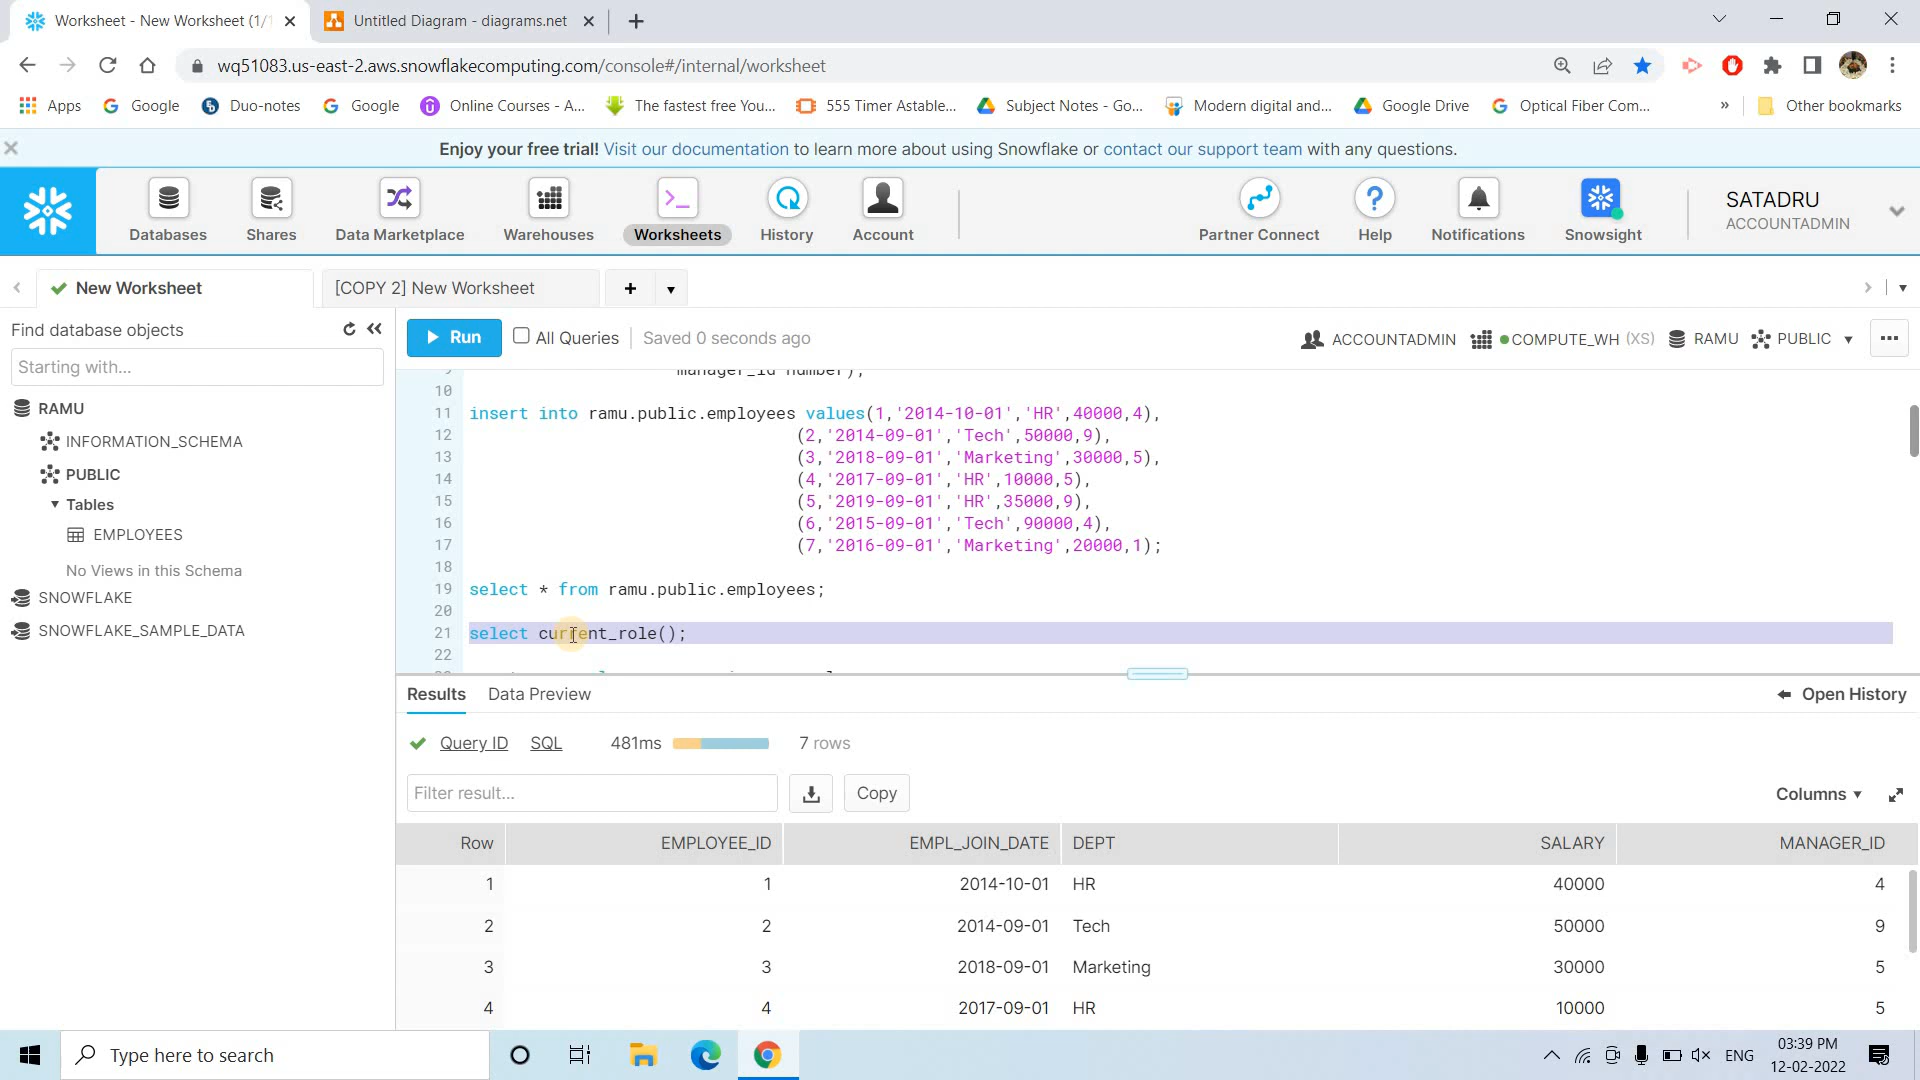 Worksheet - New Worksheet (1/1
Untitled Diagram - diagrams.net
wq51083.us-east-2.aws.snowflakecomputing.com/console#/internal/worksheet
Apps Google Duo-notes Google Online Courses - A... The fastest free You... 555 Timer Astable... Subject Notes - Go... Modern digital and... Google Drive Optical Fiber Com... » Other bookmarks
Enjoy your free trial! Visit our documentation to learn more about using Snowflake or contact our support team with any questions.
Databases Shares Data Marketplace Warehouses Worksheets History Account Partner Connect Help Notifications Snowsight
SATADRU
ACCOUNTADMIN
New Worksheet [COPY 2] New Worksheet
Find database objects
Starting with...
RAMU
INFORMATION_SCHEMA
PUBLIC
Tables
EMPLOYEES
No Views in this Schema
SNOWFLAKE
SNOWFLAKE_SAMPLE_DATA
Run All Queries Saved 0 seconds ago ACCOUNTADMIN COMPUTE_WH (XS) RAMU PUBLIC
9 manager_id number);
10
11 insert into ramu.public.employees values(1,'2014-10-01','HR',40000,4),
12 (2,'2014-09-01','Tech',50000,9),
13 (3,'2018-09-01','Marketing',30000,5),
14 (4,'2017-09-01','HR',10000,5),
15 (5,'2019-09-01','HR',35000,9),
16 (6,'2015-09-01','Tech',90000,4),
17 (7,'2016-09-01','Marketing',20000,1);
18
19 select * from ramu.public.employees;
20
21 select current_role();
22
Results Data Preview Open History
Query ID SQL 481ms 7 rows
Filter result... Copy Columns
Row EMPLOYEE_ID EMPL_JOIN_DATE DEPT SALARY MANAGER_ID
1 1 2014-10-01 HR 40000 4
2 2 2014-09-01 Tech 50000 9
3 3 2018-09-01 Marketing 30000 5
4 4 2017-09-01 HR 10000 5
Type here to search
ENG
03:39 PM
12-02-2022